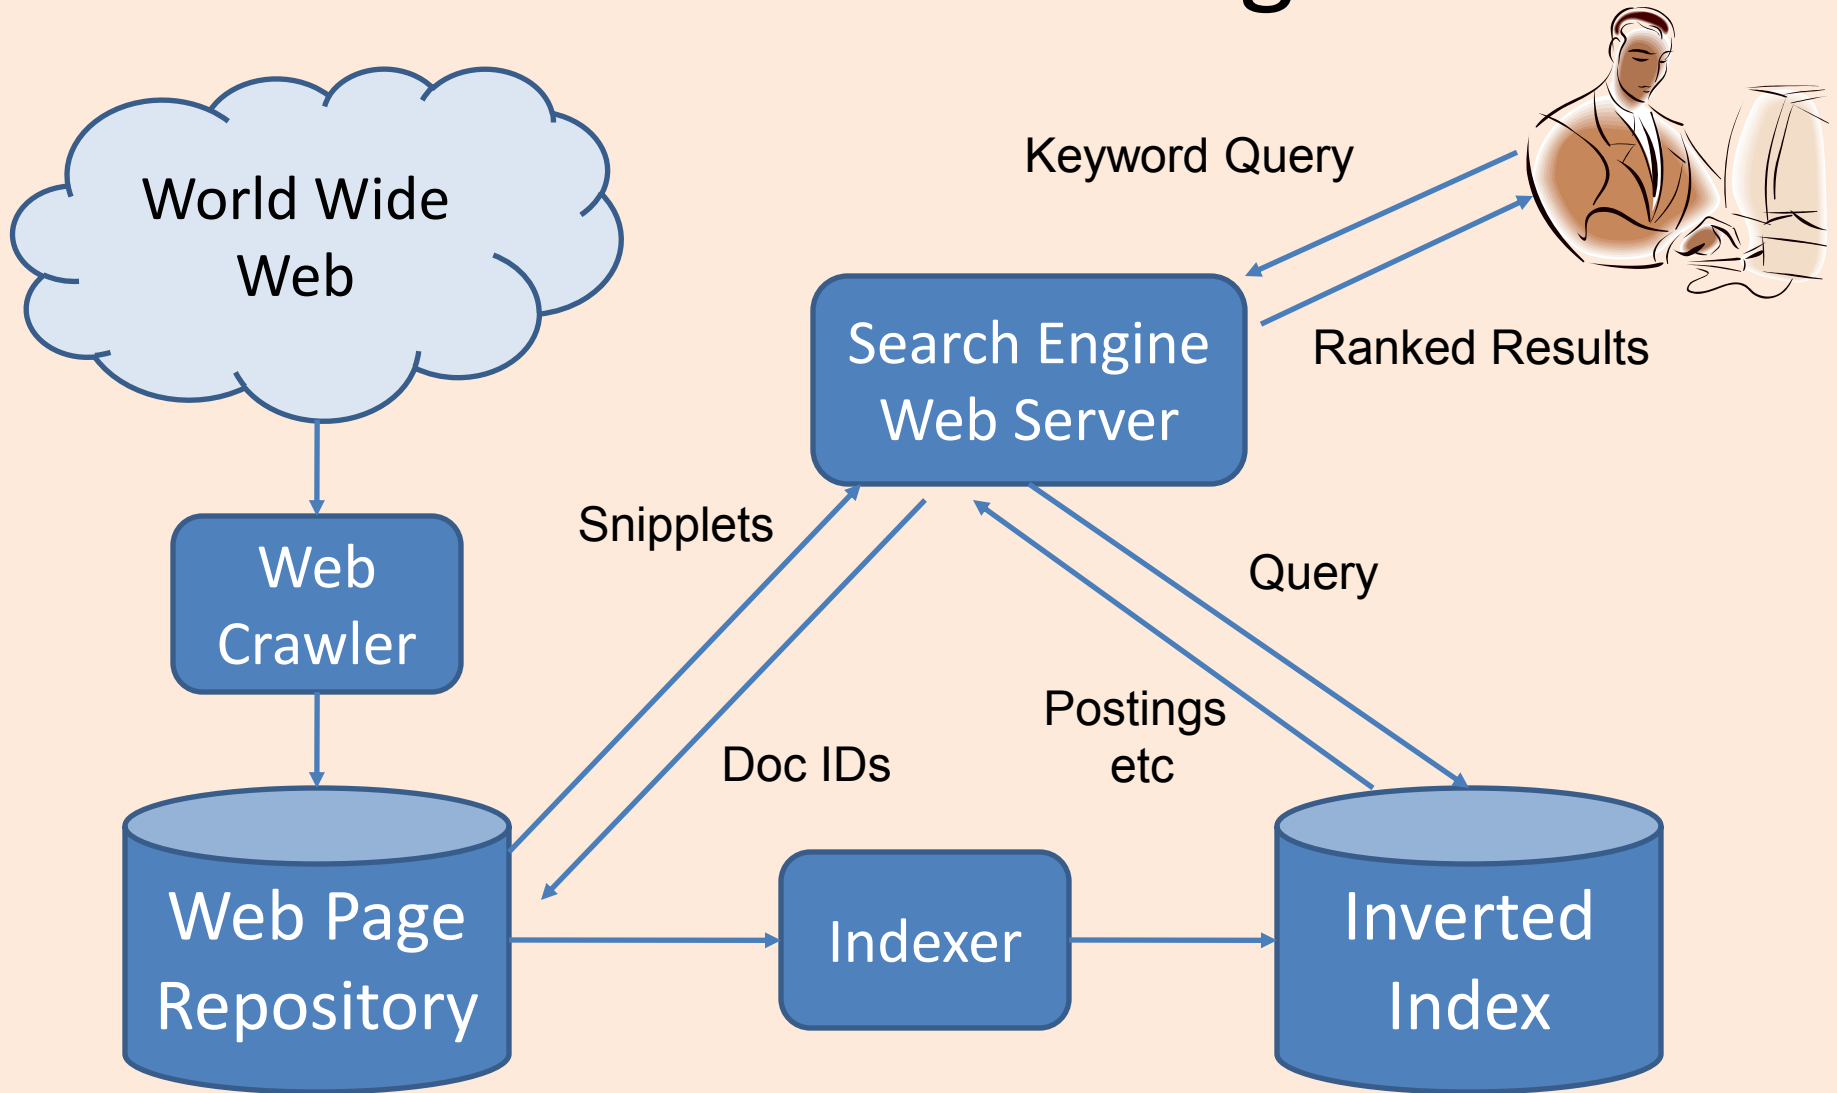 World Wide
Web
Keyword Query
Search Engine
Web Server
Ranked Results
Web
Crawler
Snipplets
Query
Doc IDs
Postings
etc
Web Page
Repository
Indexer
Inverted
Index